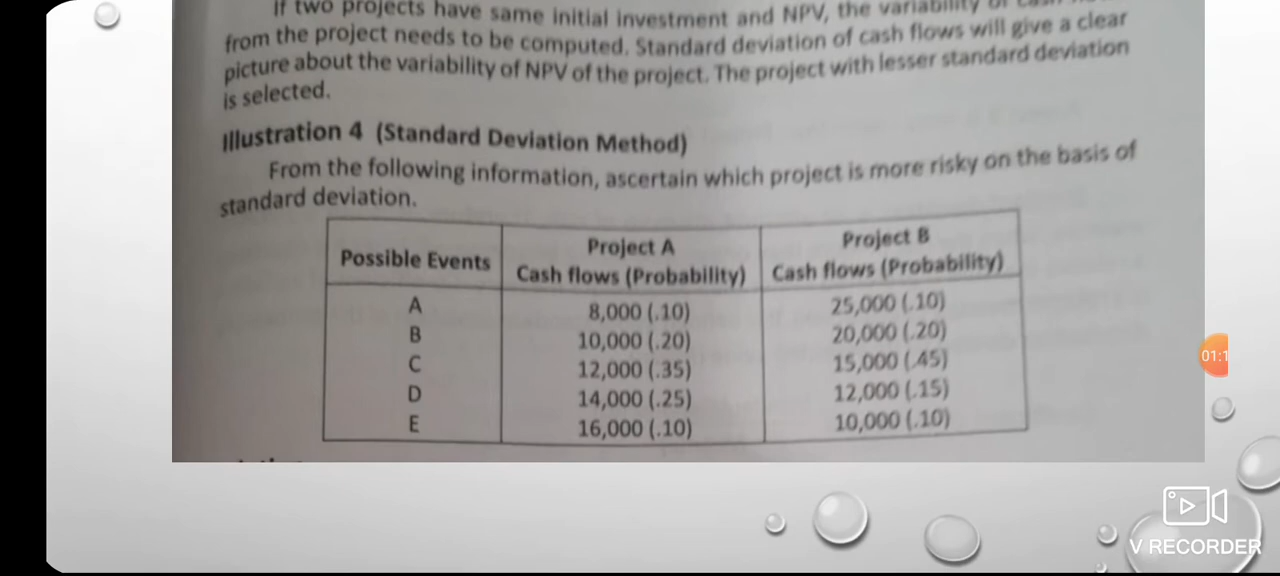 If two projects have same initial investment and NPV, the variability of
from the project needs to be computed. Standard deviation of cash flows will give a clear
picture about the variability of NPV of the project. The project with lesser standard deviation
is selected.
Illustration 4 (Standard Deviation Method)
From the following information, ascertain which project is more risky on the basis of
standard deviation.
Possible Events Project A Project B
Cash flows (Probability) Cash flows (Probability)
A 8,000 (.10) 25,000 (.10)
B 10,000 (.20) 20,000 (.20)
C 12,000 (.35) 15,000 (.45)
D 14,000 (.25) 12,000 (.15)
E 16,000 (.10) 10,000 (.10)
01:1
V RECORDER